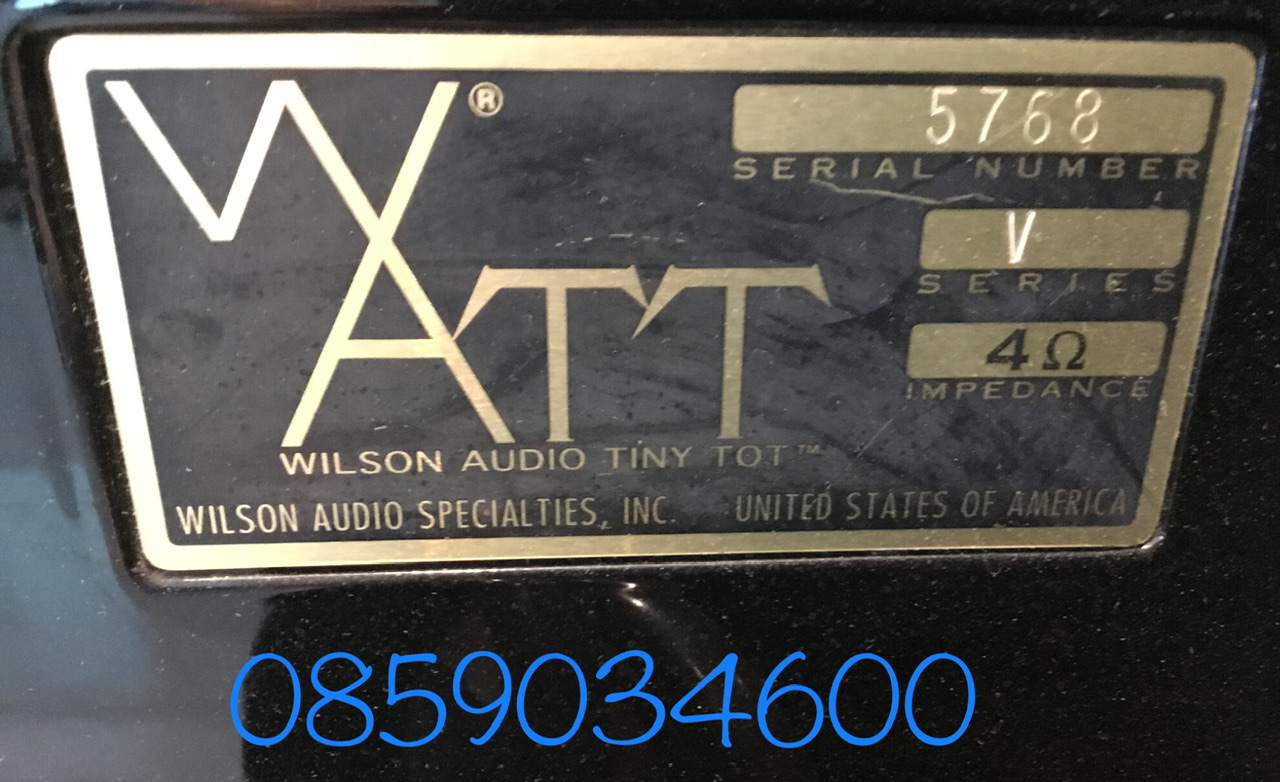 WATT®
5768
SERIAL NUMBER
V
SERIES
4Ω
IMPEDANCE
WILSON AUDIO TINY TOT™
WILSON AUDIO SPECIALTIES, INC. UNITED STATES OF AMERICA
0859034600